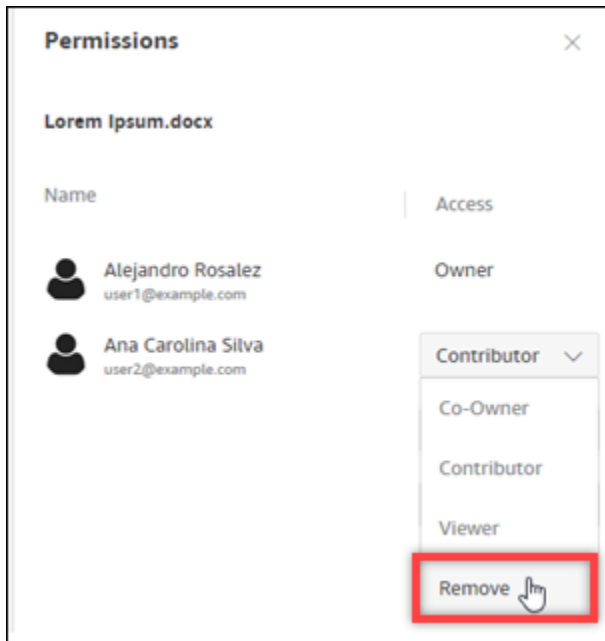 Permissions
Lorem Ipsum.docx
Name
Access
Alejandro Rosalez
Owner
user1@example.com
Ana Carolina Silva
Contributor
user2@example.com
Co-Owner
Contributor
Viewer
Remove